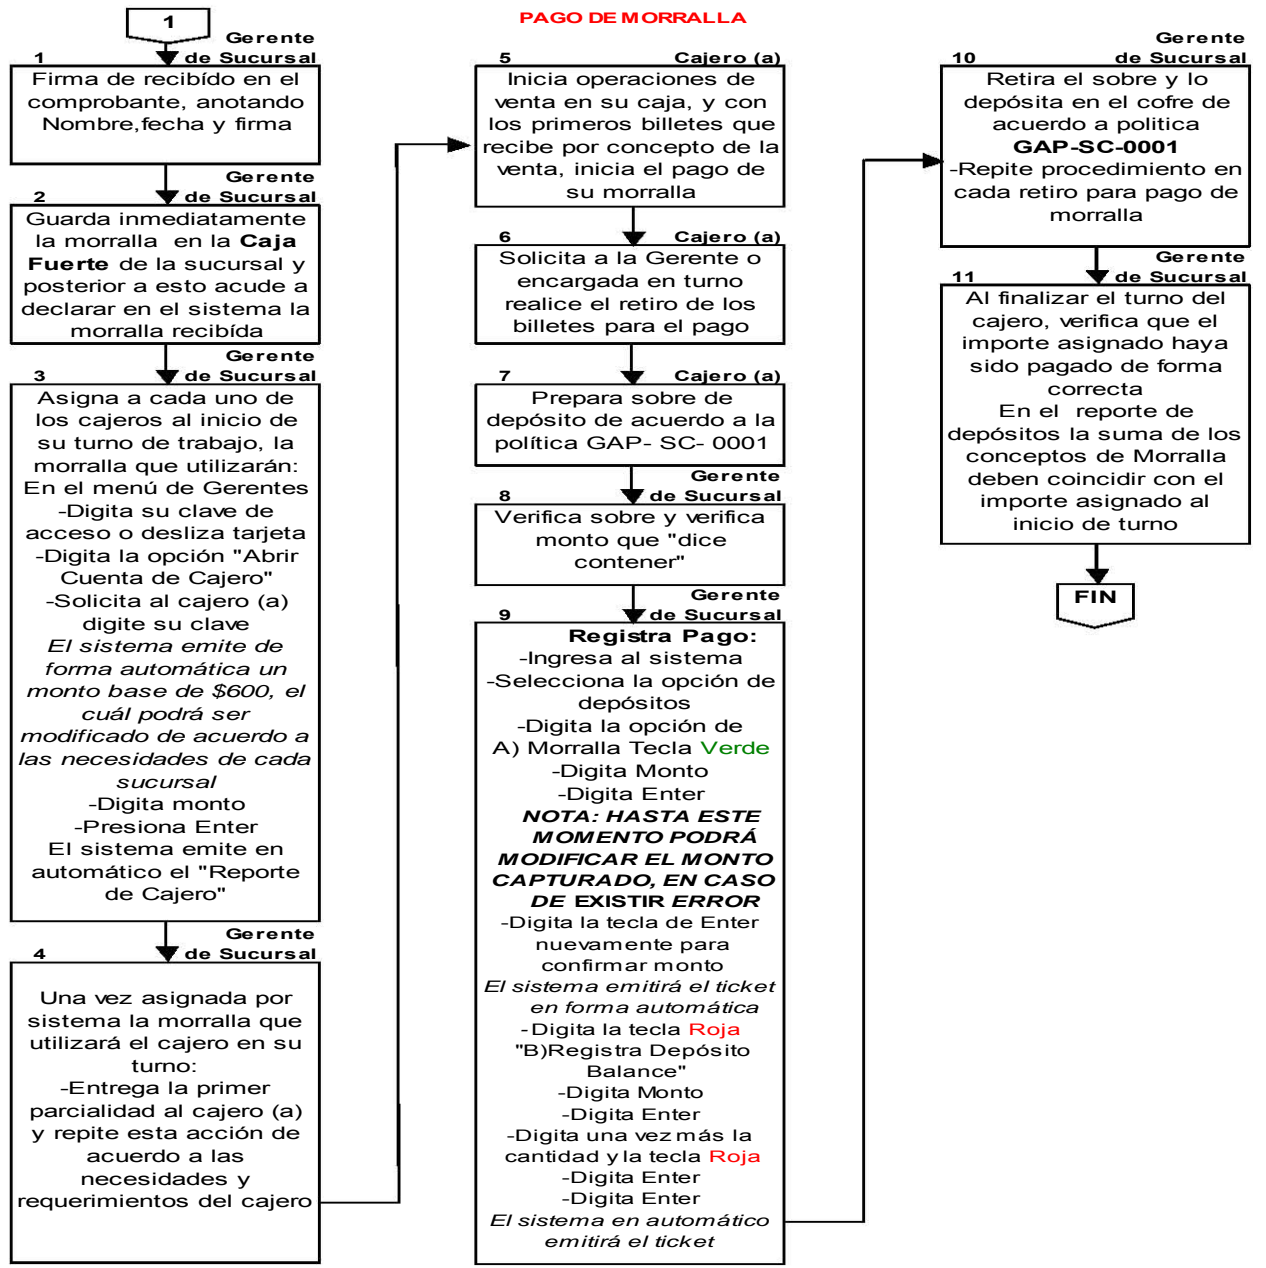 1
Gerente
1 de Sucursal
Firma de recibído en el
comprobante, anotando
Nombre,fecha y firma
Gerente
2 de Sucursal
Guarda inmediatamente
la morralla en la Caja
Fuerte de la sucursal y
posterior a esto acude a
declarar en el sistema la
morralla recibída
Gerente
3 de Sucursal
Asigna a cada uno de
los cajeros al inicio de
su turno de trabajo, la
morralla que utilizarán:
En el menú de Gerentes
-Digita su clave de
acceso o desliza tarjeta
-Digita la opción "Abrir
Cuenta de Cajero"
-Solicita al cajero (a)
digite su clave
El sistema emite de
forma automática un
monto base de $600, el
cuál podrá ser
modificado de acuerdo a
las necesidades de cada
sucursal
-Digita monto
-Presiona Enter
El sistema emite en
automático el "Reporte
de Cajero"
Gerente
4 de Sucursal
Una vez asignada por
sistema la morralla que
utilizará el cajero en su
turno:
-Entrega la primer
parcialidad al cajero (a)
y repite esta acción de
acuerdo a las
necesidades y
requerimientos del cajero
PAGO DE MORRALLA
5 Cajero (a)
Inicia operaciones de
venta en su caja, y con
los primeros billetes que
recibe por concepto de la
venta, inicia el pago de
su morralla
6 Cajero (a)
Solicita a la Gerente o
encargada en turno
realice el retiro de los
billetes para el pago
7 Cajero (a)
Prepara sobre de
depósito de acuerdo a la
política GAP- SC- 0001
Gerente
8 de Sucursal
Verifica sobre y verifica
monto que "dice
contener"
Gerente
9 de Sucursal
Registra Pago:
-Ingresa al sistema
-Selecciona la opción de
depósitos
-Digita la opción de
A) Morralla Tecla Verde
-Digita Monto
-Digita Enter
NOTA: HASTA ESTE
MOMENTO PODRÁ
MODIFICAR EL MONTO
CAPTURADO, EN CASO
DE EXISTIR ERROR
-Digita la tecla de Enter
nuevamente para
confirmar monto
El sistema emitirá el ticket
en forma automática
-Digita la tecla Roja
"B)Registra Depósito
Balance"
-Digita Monto
-Digita Enter
-Digita una vez más la
cantidad y la tecla Roja
-Digita Enter
-Digita Enter
El sistema en automático
emitirá el ticket
Gerente
10 de Sucursal
Retira el sobre y lo
depósita en el cofre de
acuerdo a politica
GAP-SC-0001
-Repite procedimiento en
cada retiro para pago de
morralla
Gerente
11 de Sucursal
Al finalizar el turno del
cajero, verifica que el
importe asignado haya
sido pagado de forma
correcta
En el reporte de
depósitos la suma de los
conceptos de Morralla
deben coincidir con el
importe asignado al
inicio de turno
FIN